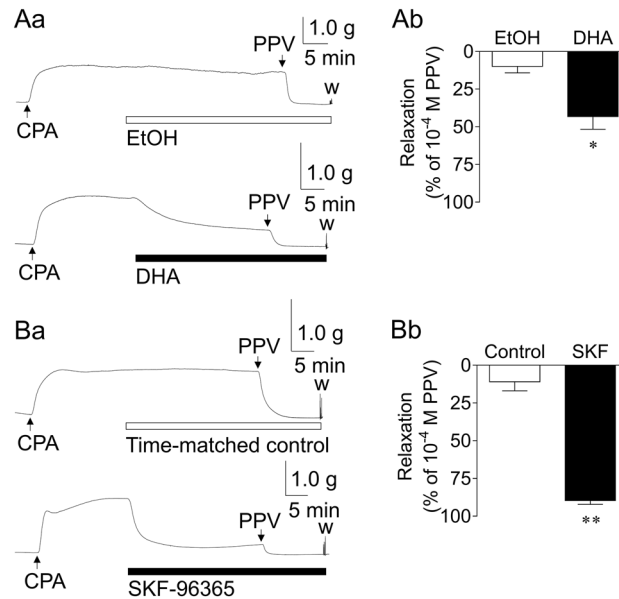 Aa
1.0 g
5 min
PPV
w
CPA
EtOH
1.0 g
5 min
PPV
w
CPA
DHA
Ab
EtOH DHA
Relaxation
(% of 10⁻⁴ M PPV)
0
25
50
75
100
*
Ba
1.0 g
5 min
PPV
w
CPA
Time-matched control
1.0 g
5 min
PPV
w
CPA
SKF-96365
Bb
Control SKF
Relaxation
(% of 10⁻⁴ M PPV)
0
25
50
75
100
**